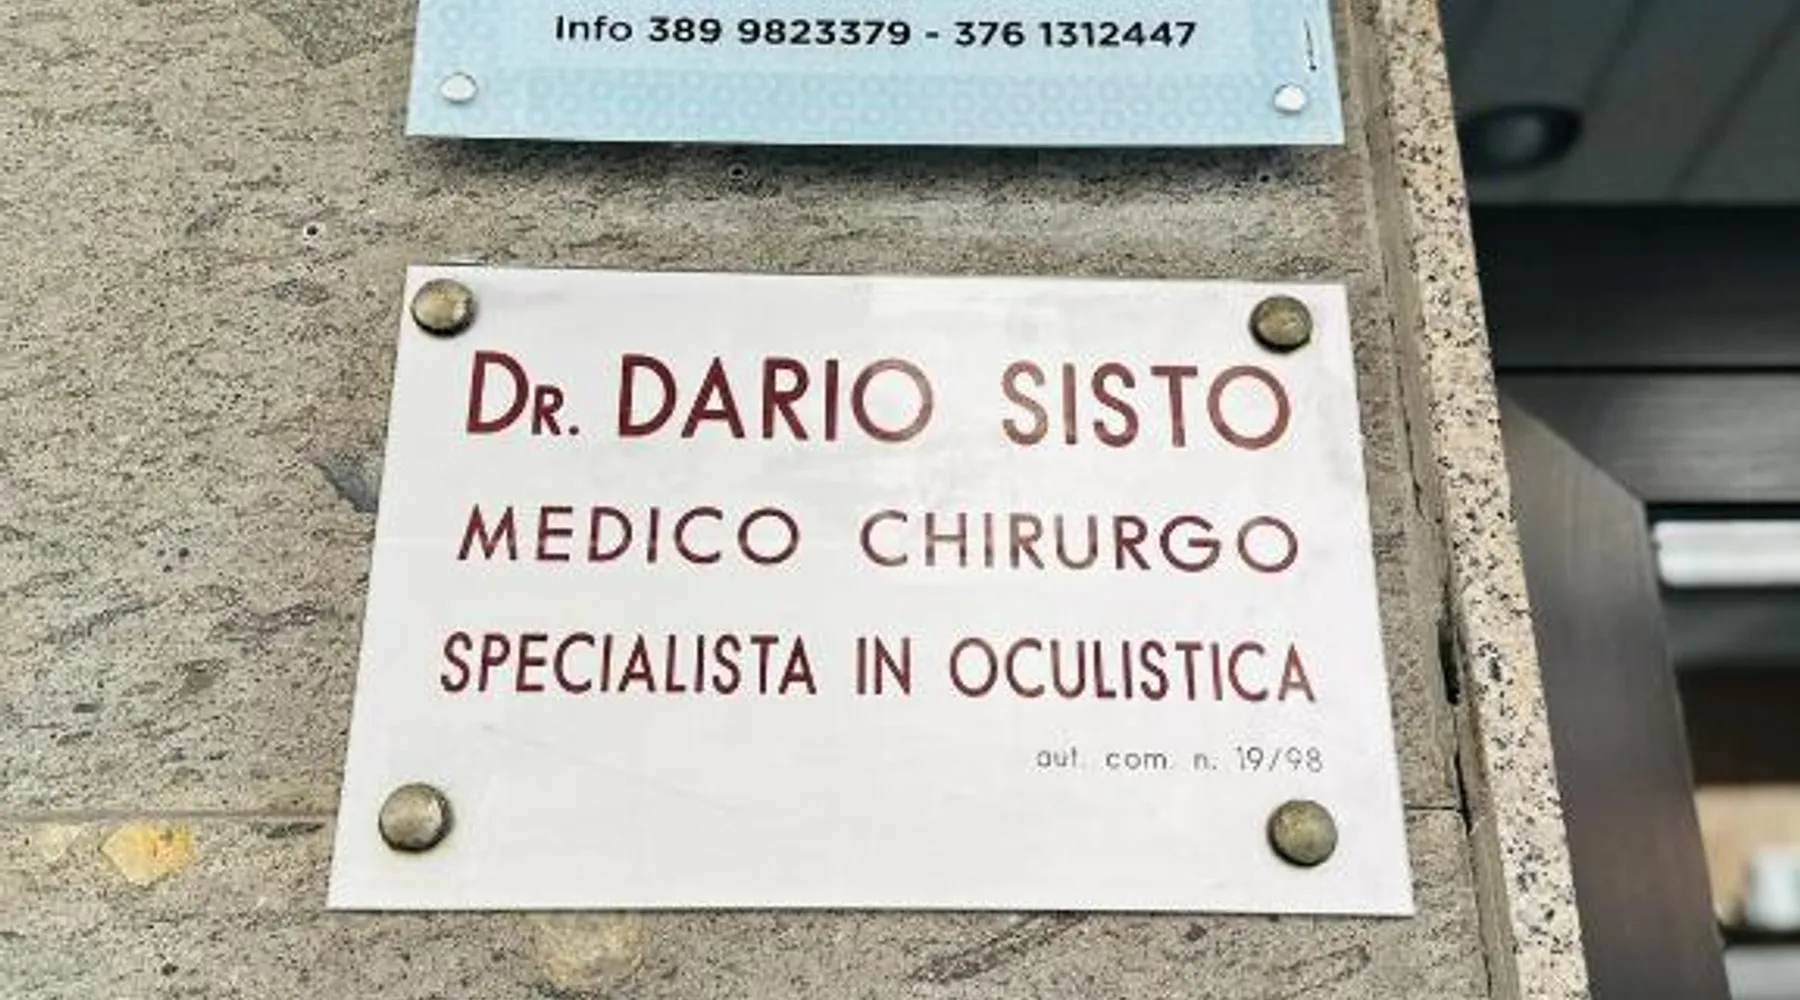 Info 389 9823379 - 376 1312447
DR. DARIO SISTO
MEDICO CHIRURGO
SPECIALISTA IN OCULISTICA
aut. com. n. 19/98